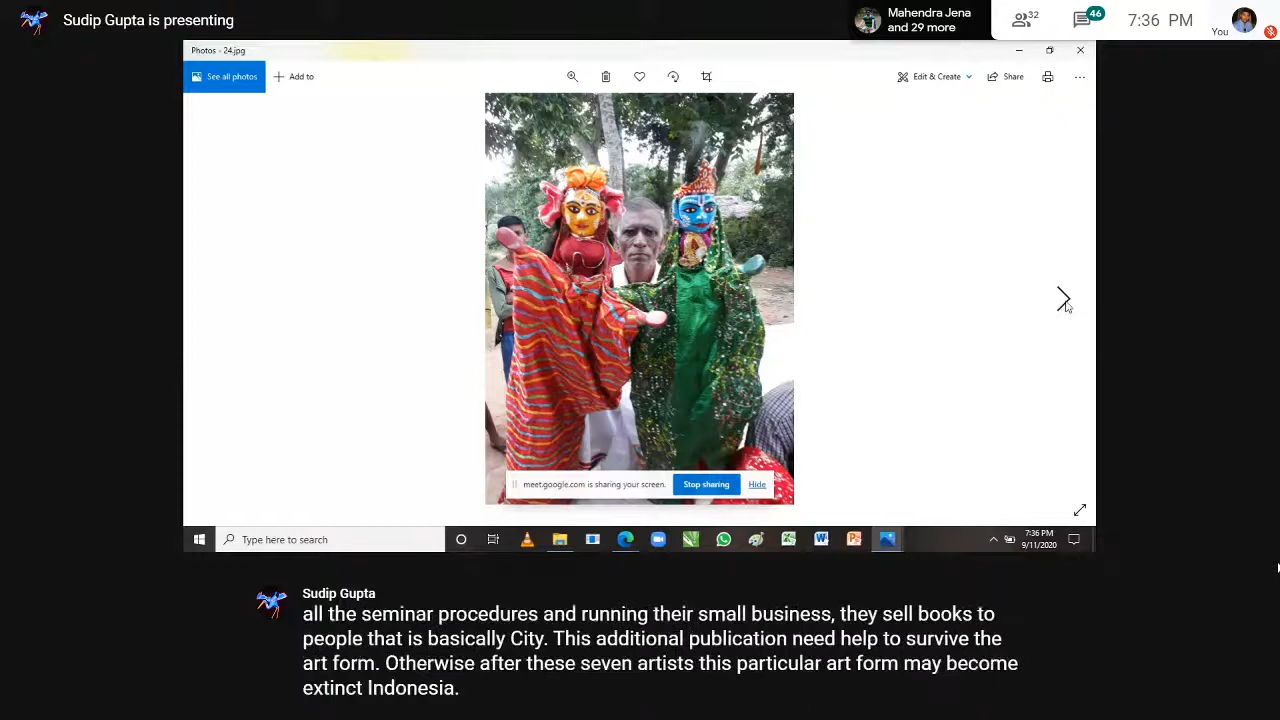 Sudip Gupta is presenting
Mahendra Jena
and 29 more
32
46
7:36 PM
You
Photos - 24.jpg
See all photos
Add to
Edit & Create
Share
meet.google.com is sharing your screen.
Stop sharing
Hide
Type here to search
7:36 PM
9/11/2020
Sudip Gupta
all the seminar procedures and running their small business, they sell books to
people that is basically City. This additional publication need help to survive the
art form. Otherwise after these seven artists this particular art form may become
extinct Indonesia.